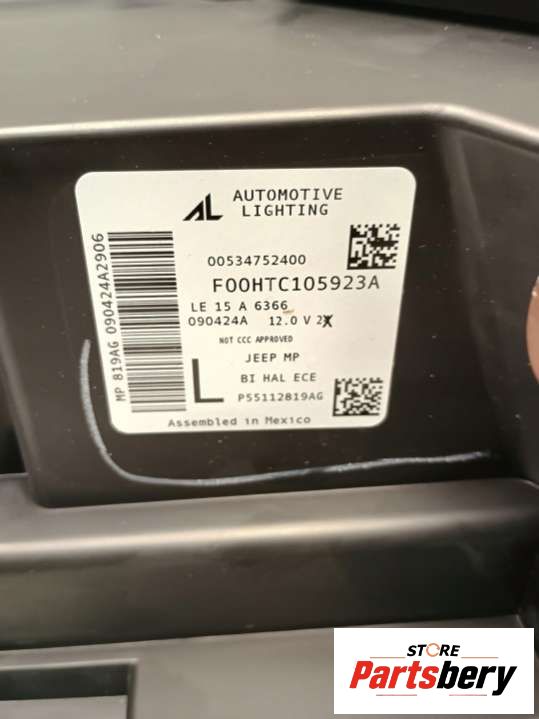 AL AUTOMOTIVE
LIGHTING
00534752400
F00HTC105923A
LE 15 A 6366
090424A 12.0 V 2X
NOT CCC APPROVED
JEEP MP
L BI HAL ECE
P55112819AG
Assembled in Mexico
MP 819AG 090424A2906
STORE
Partsbery